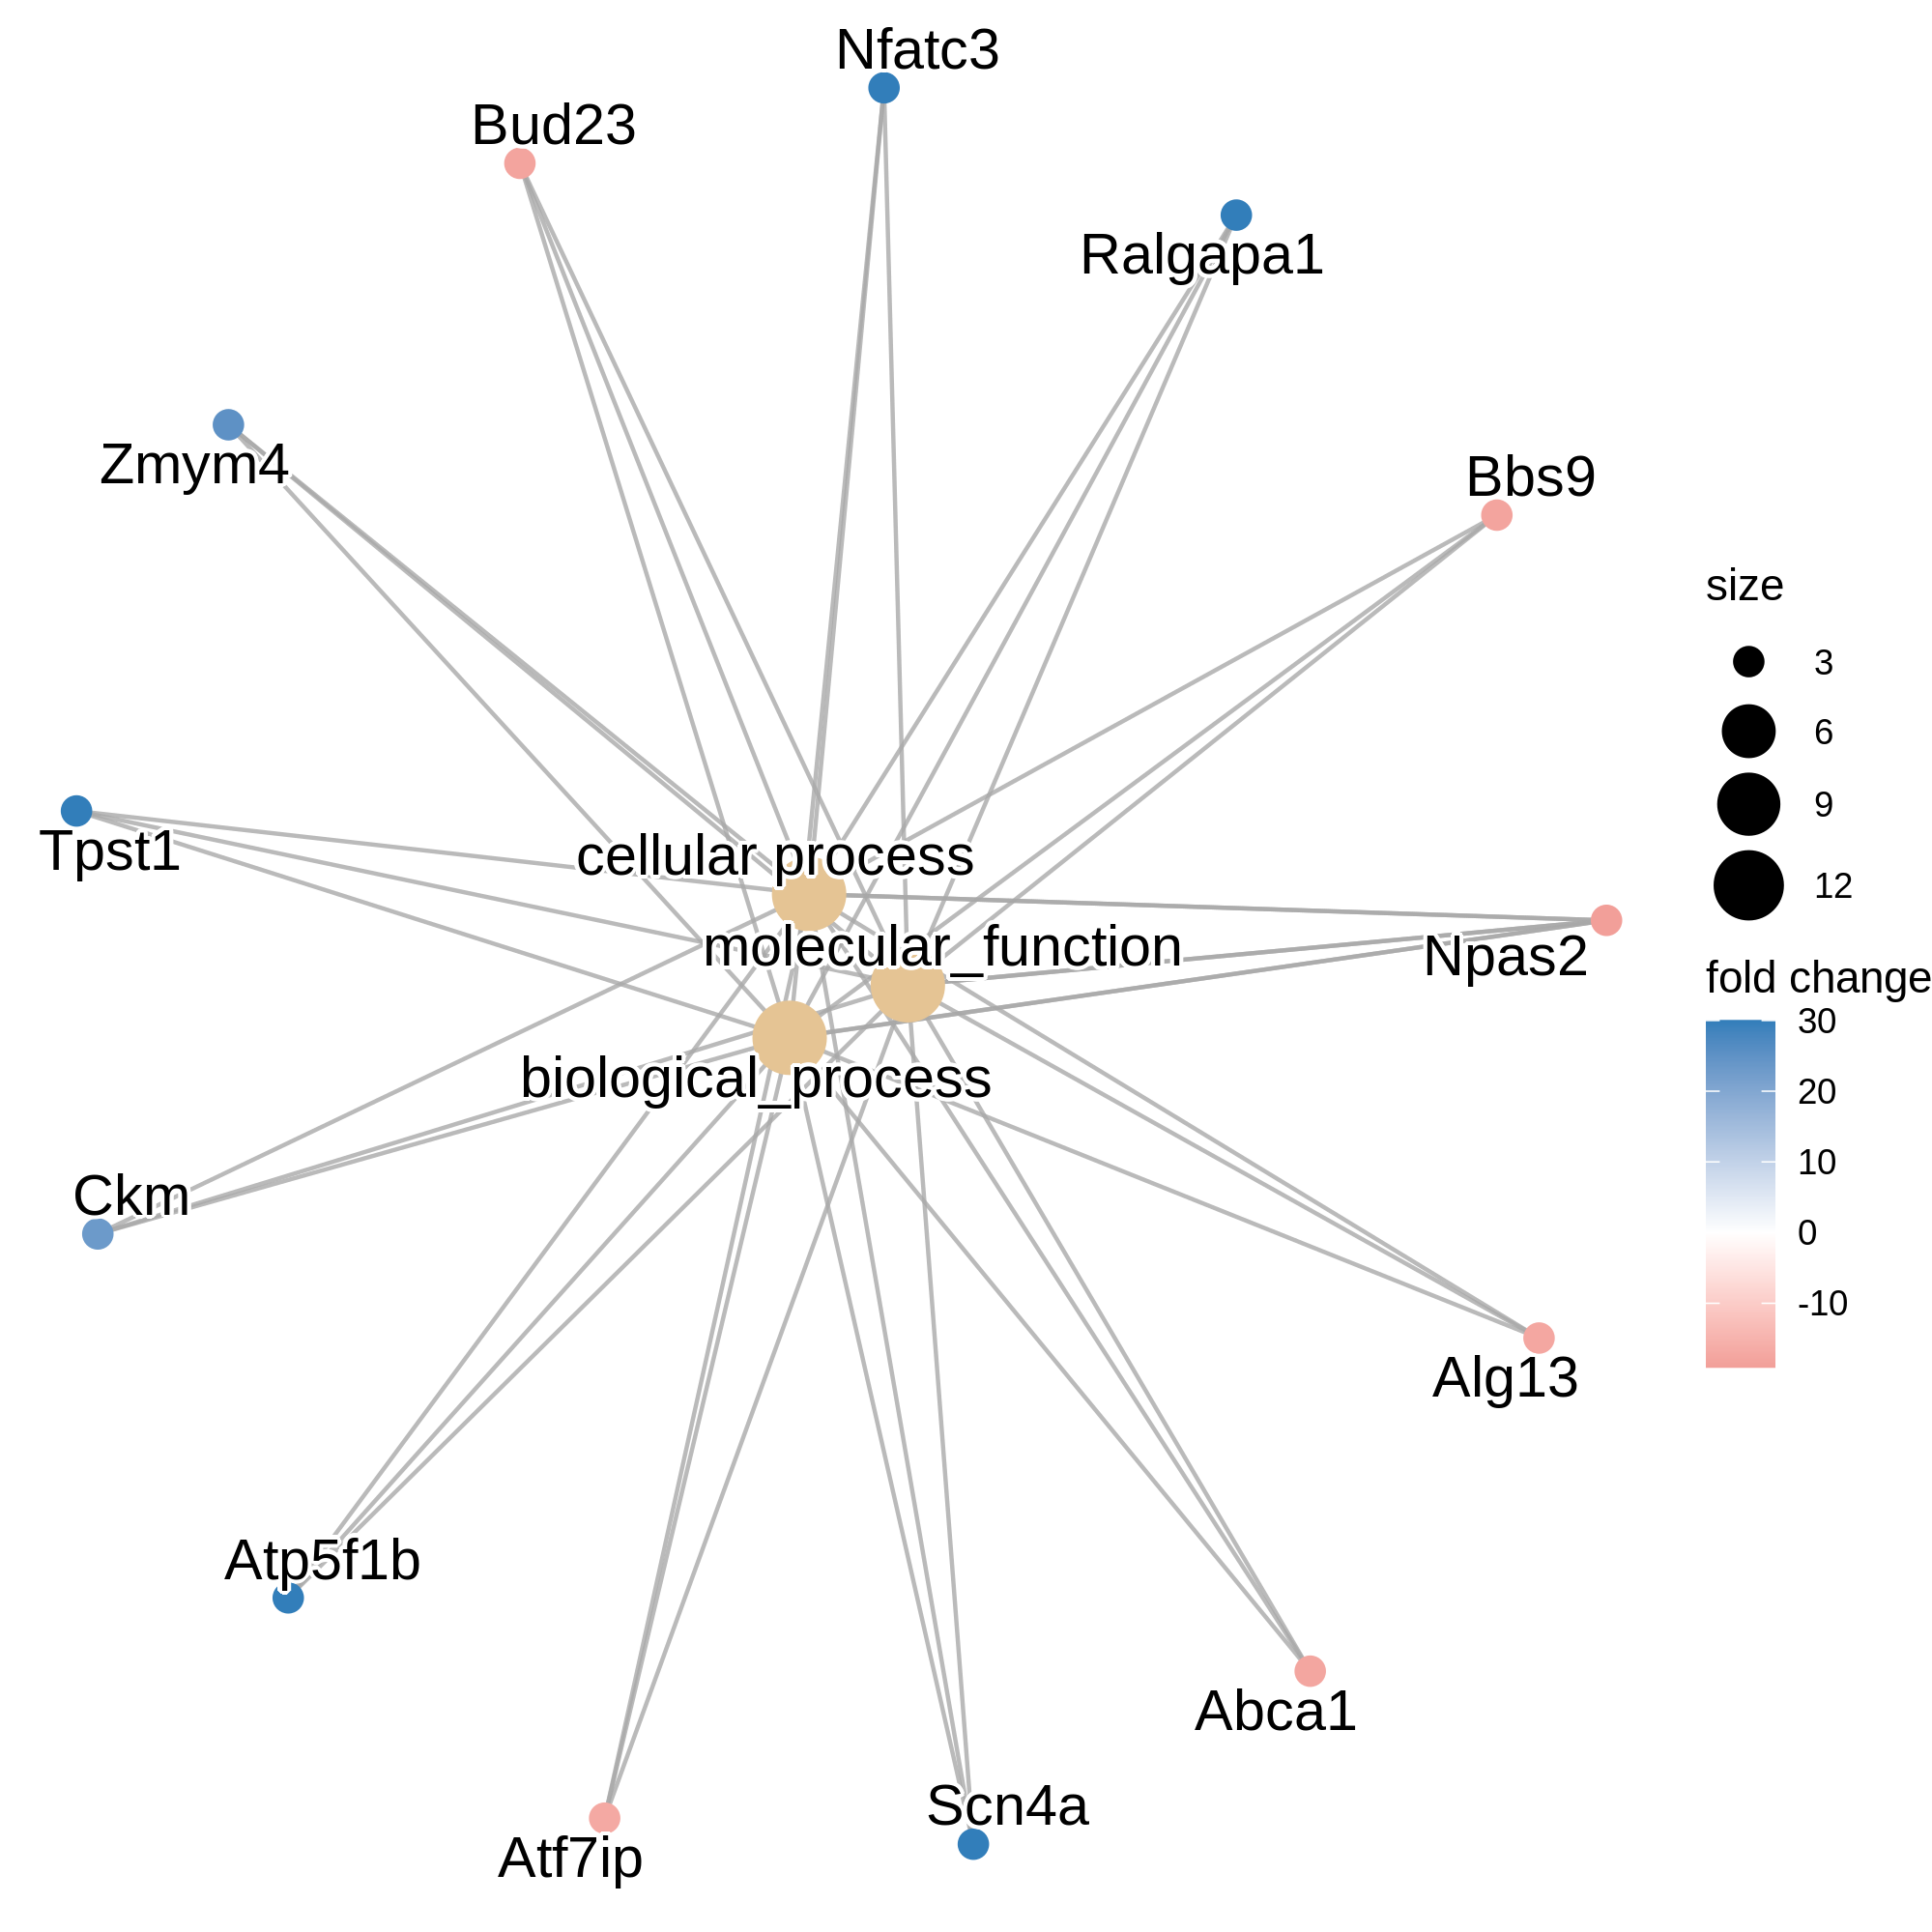 Nfatc3
Bud23
Ralgapa1
Zmym4
Bbs9
size
3
6
9
12
Tpst1
cellular process
molecular_function
Npas2
fold change
30
20
10
0
-10
biological_process
Ckm
Alg13
Atp5f1b
Abca1
Scn4a
Atf7ip